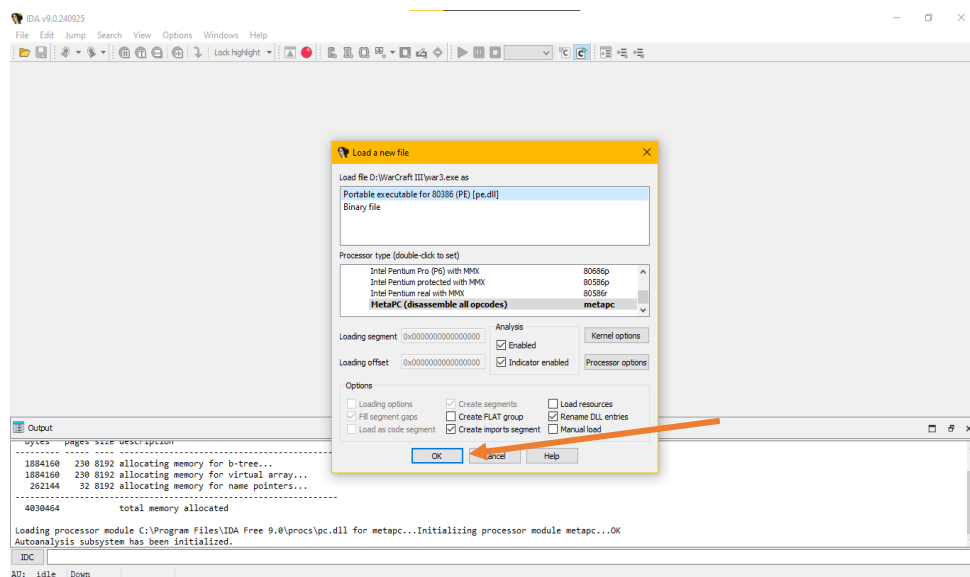 IDA v9.0.240925
File Edit Jump Search View Options Windows Help
Lock highlight
Load a new file
Load file D:\WarCraft III\war3.exe as
Portable executable for 80386 (PE) [pe.dll]
Binary file
Processor type (double-click to set)
Intel Pentium Pro (P6) with MMX 80686p
Intel Pentium protected with MMX 80586p
Intel Pentium real with MMX 80586r
MetaPC (disassemble all opcodes) metapc
Analysis
Loading segment 0x0000000000000000 Enabled Kernel options
Loading offset 0x0000000000000000 Indicator enabled Processor options
Options
Loading options Create segments Load resources
Fill segment gaps Create FLAT group Rename DLL entries
Load as code segment Create imports segment Manual load
OK Cancel Help
Output
bytes pages size description
--------- ----- ---- --------------------------------------------
1884160 230 8192 allocating memory for b-tree...
1884160 230 8192 allocating memory for virtual array...
262144 32 8192 allocating memory for name pointers...
-----------------------------------------------------------------
4030464 total memory allocated
Loading processor module C:\Program Files\IDA Free 9.0\procs\pc.dll for metapc...Initializing processor module metapc...OK
Autoanalysis subsystem has been initialized.
IDC
AU: idle Down